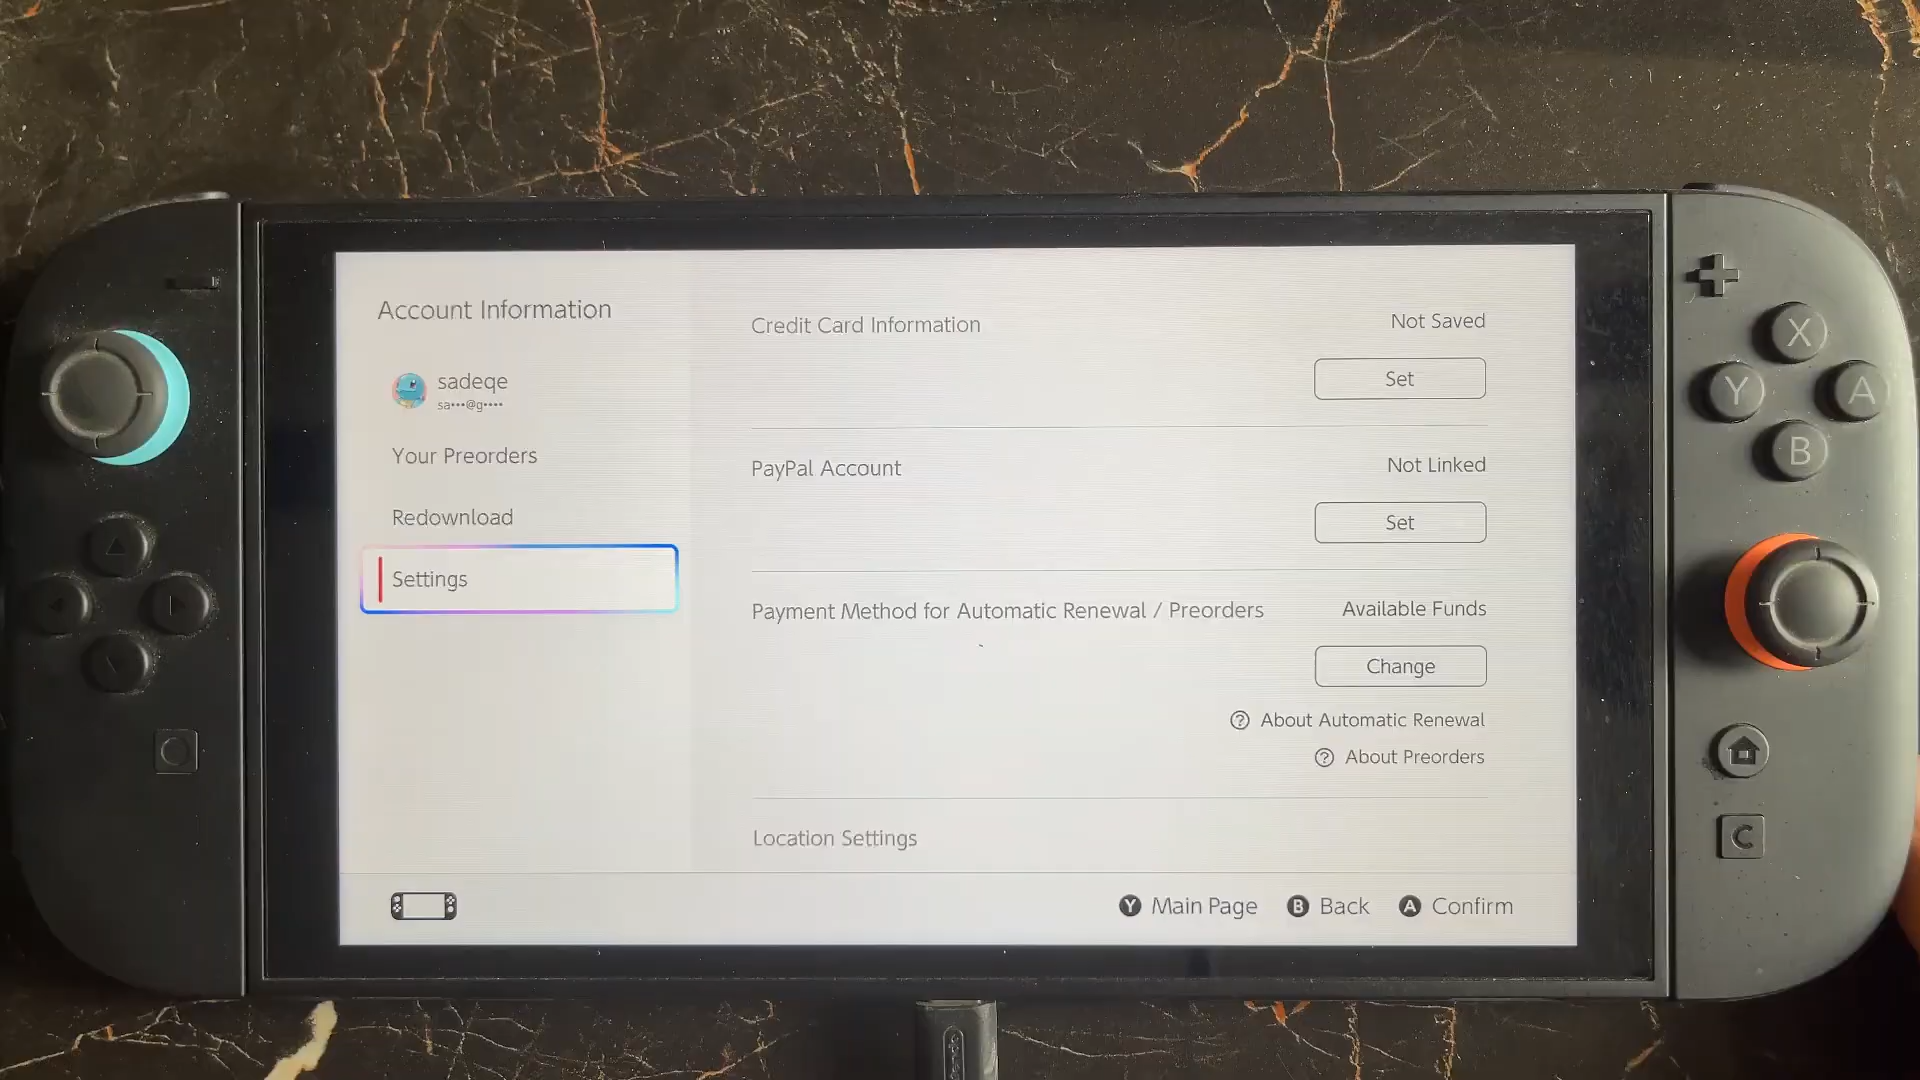 Account Information
sadeqe
sa•••@g••••
Your Preorders
Redownload
Settings
Credit Card Information
Not Saved
Set
PayPal Account
Not Linked
Set
Payment Method for Automatic Renewal / Preorders
Available Funds
Change
? About Automatic Renewal
? About Preorders
Location Settings
Y Main Page
B Back
A Confirm
X
Y
A
B
C